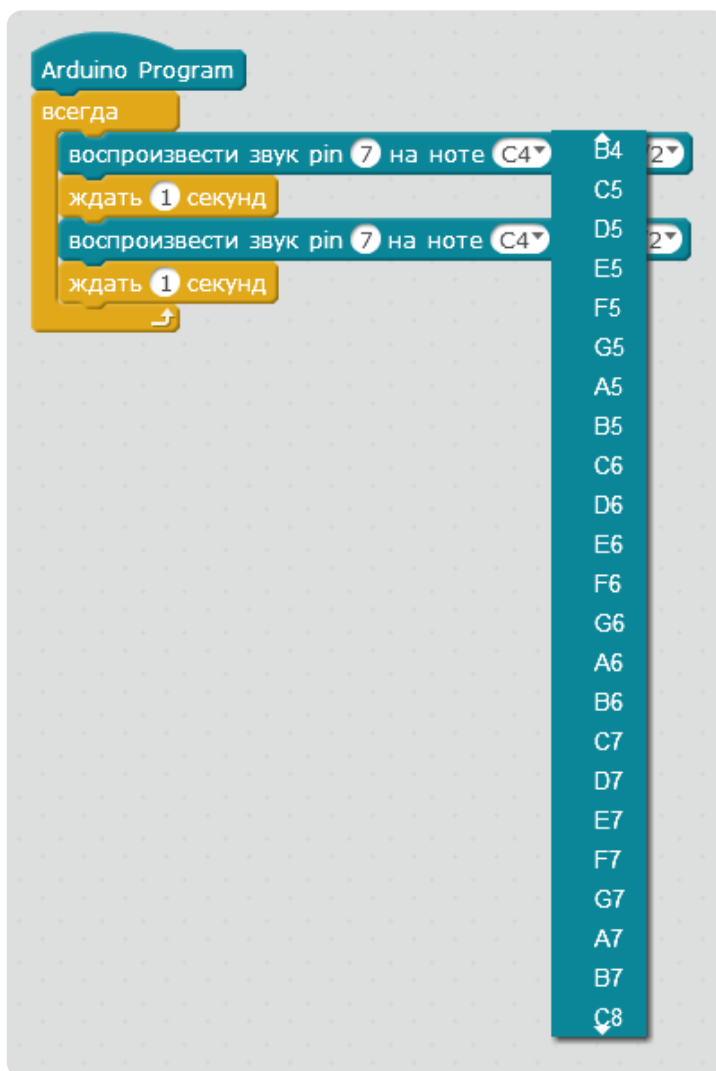 Arduino Program
всегда
воспроизвести звук pin 7 на ноте C4 /2
ждать 1 секунд
воспроизвести звук pin 7 на ноте C4 /2
ждать 1 секунд
B4
C5
D5
E5
F5
G5
A5
B5
C6
D6
E6
F6
G6
A6
B6
C7
D7
E7
F7
G7
A7
B7
C8